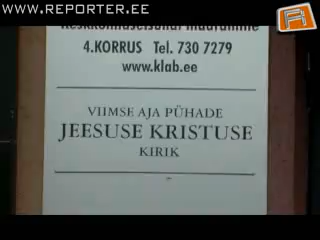 WWW.REPORTER.EE
4.KORRUS Tel. 730 7279
www.klab.ee
VIIMSE AJA PÜHADE
JEESUSE KRISTUSE
KIRIK